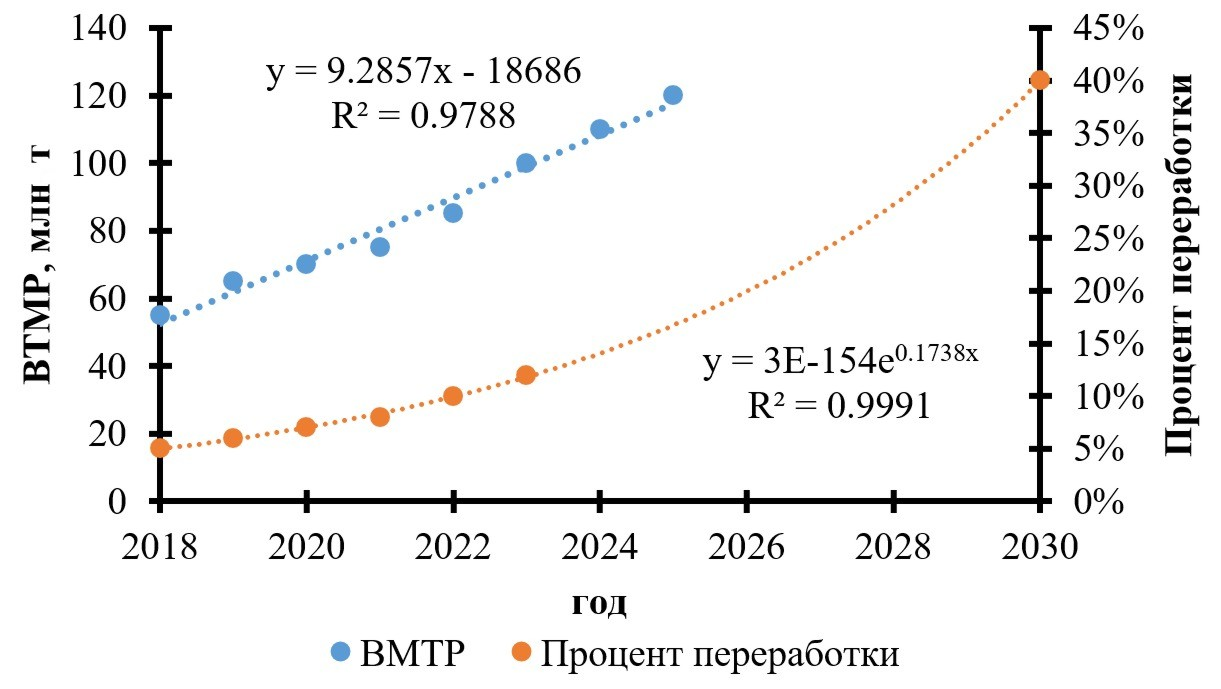 140
120
100
80
60
40
20
0
ВТМР, млн т
y = 9.2857x - 18686
R² = 0.9788
y = 3E-154e^0.1738x
R² = 0.9991
45%
40%
35%
30%
25%
20%
15%
10%
5%
0%
Процент переработки
2018 2020 2022 2024 2026 2028 2030
год
ВМТР Процент переработки